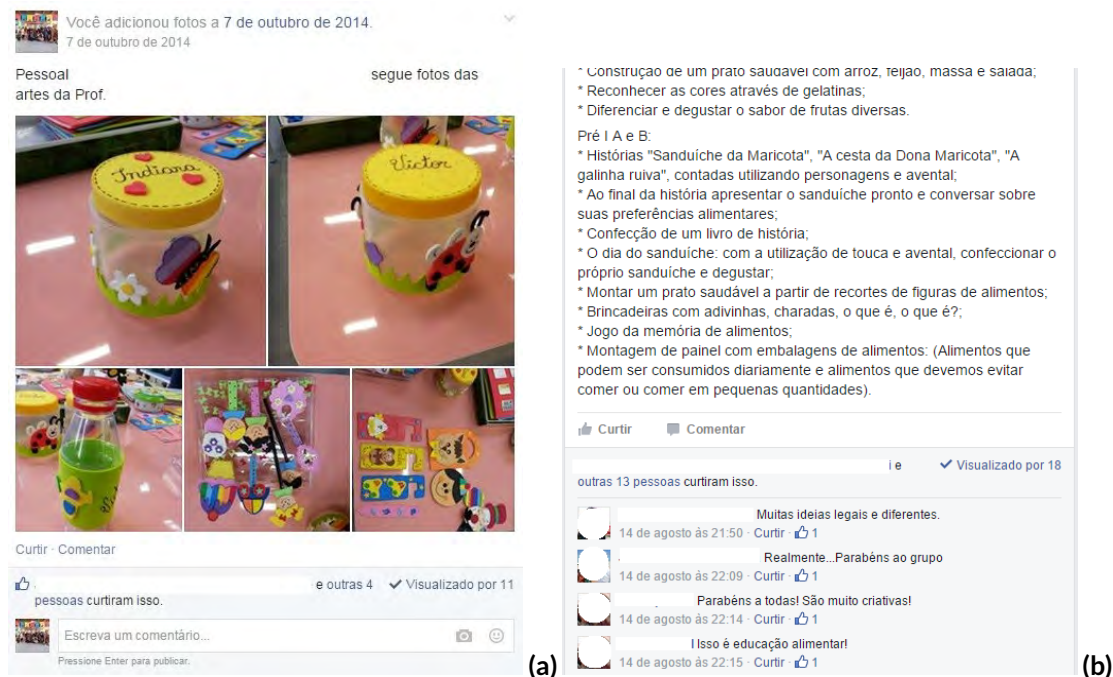 Você adicionou fotos a 7 de outubro de 2014.
7 de outubro de 2014
Pessoal segue fotos das
artes da Prof.
Indiana
Victor
Curtir · Comentar
e outras 4 ✓ Visualizado por 11
pessoas curtiram isso.
Escreva um comentário...
Pressione Enter para publicar.
(a)
* Construção de um prato saudável com arroz, feijão, massa e salada;
* Reconhecer as cores através de gelatinas;
* Diferenciar e degustar o sabor de frutas diversas.
Pré I A e B:
* Histórias "Sanduíche da Maricota", "A cesta da Dona Maricota", "A
galinha ruiva", contadas utilizando personagens e avental;
* Ao final da história apresentar o sanduíche pronto e conversar sobre
suas preferências alimentares;
* Confecção de um livro de história;
* O dia do sanduíche: com a utilização de touca e avental, confeccionar o
próprio sanduíche e degustar;
* Montar um prato saudável a partir de recortes de figuras de alimentos;
* Brincadeiras com adivinhas, charadas, o que é, o que é?;
* Jogo da memória de alimentos;
* Montagem de painel com embalagens de alimentos: (Alimentos que
podem ser consumidos diariamente e alimentos que devemos evitar
comer ou comer em pequenas quantidades).
Curtir Comentar
i e ✓ Visualizado por 18
outras 13 pessoas curtiram isso.
Muitas ideias legais e diferentes.
14 de agosto às 21:50 · Curtir · 1
Realmente...Parabéns ao grupo
14 de agosto às 22:09 · Curtir · 1
Parabéns a todas! São muito criativas!
14 de agosto às 22:14 · Curtir · 1
l Isso é educação alimentar!
14 de agosto às 22:15 · Curtir · 1
(b)